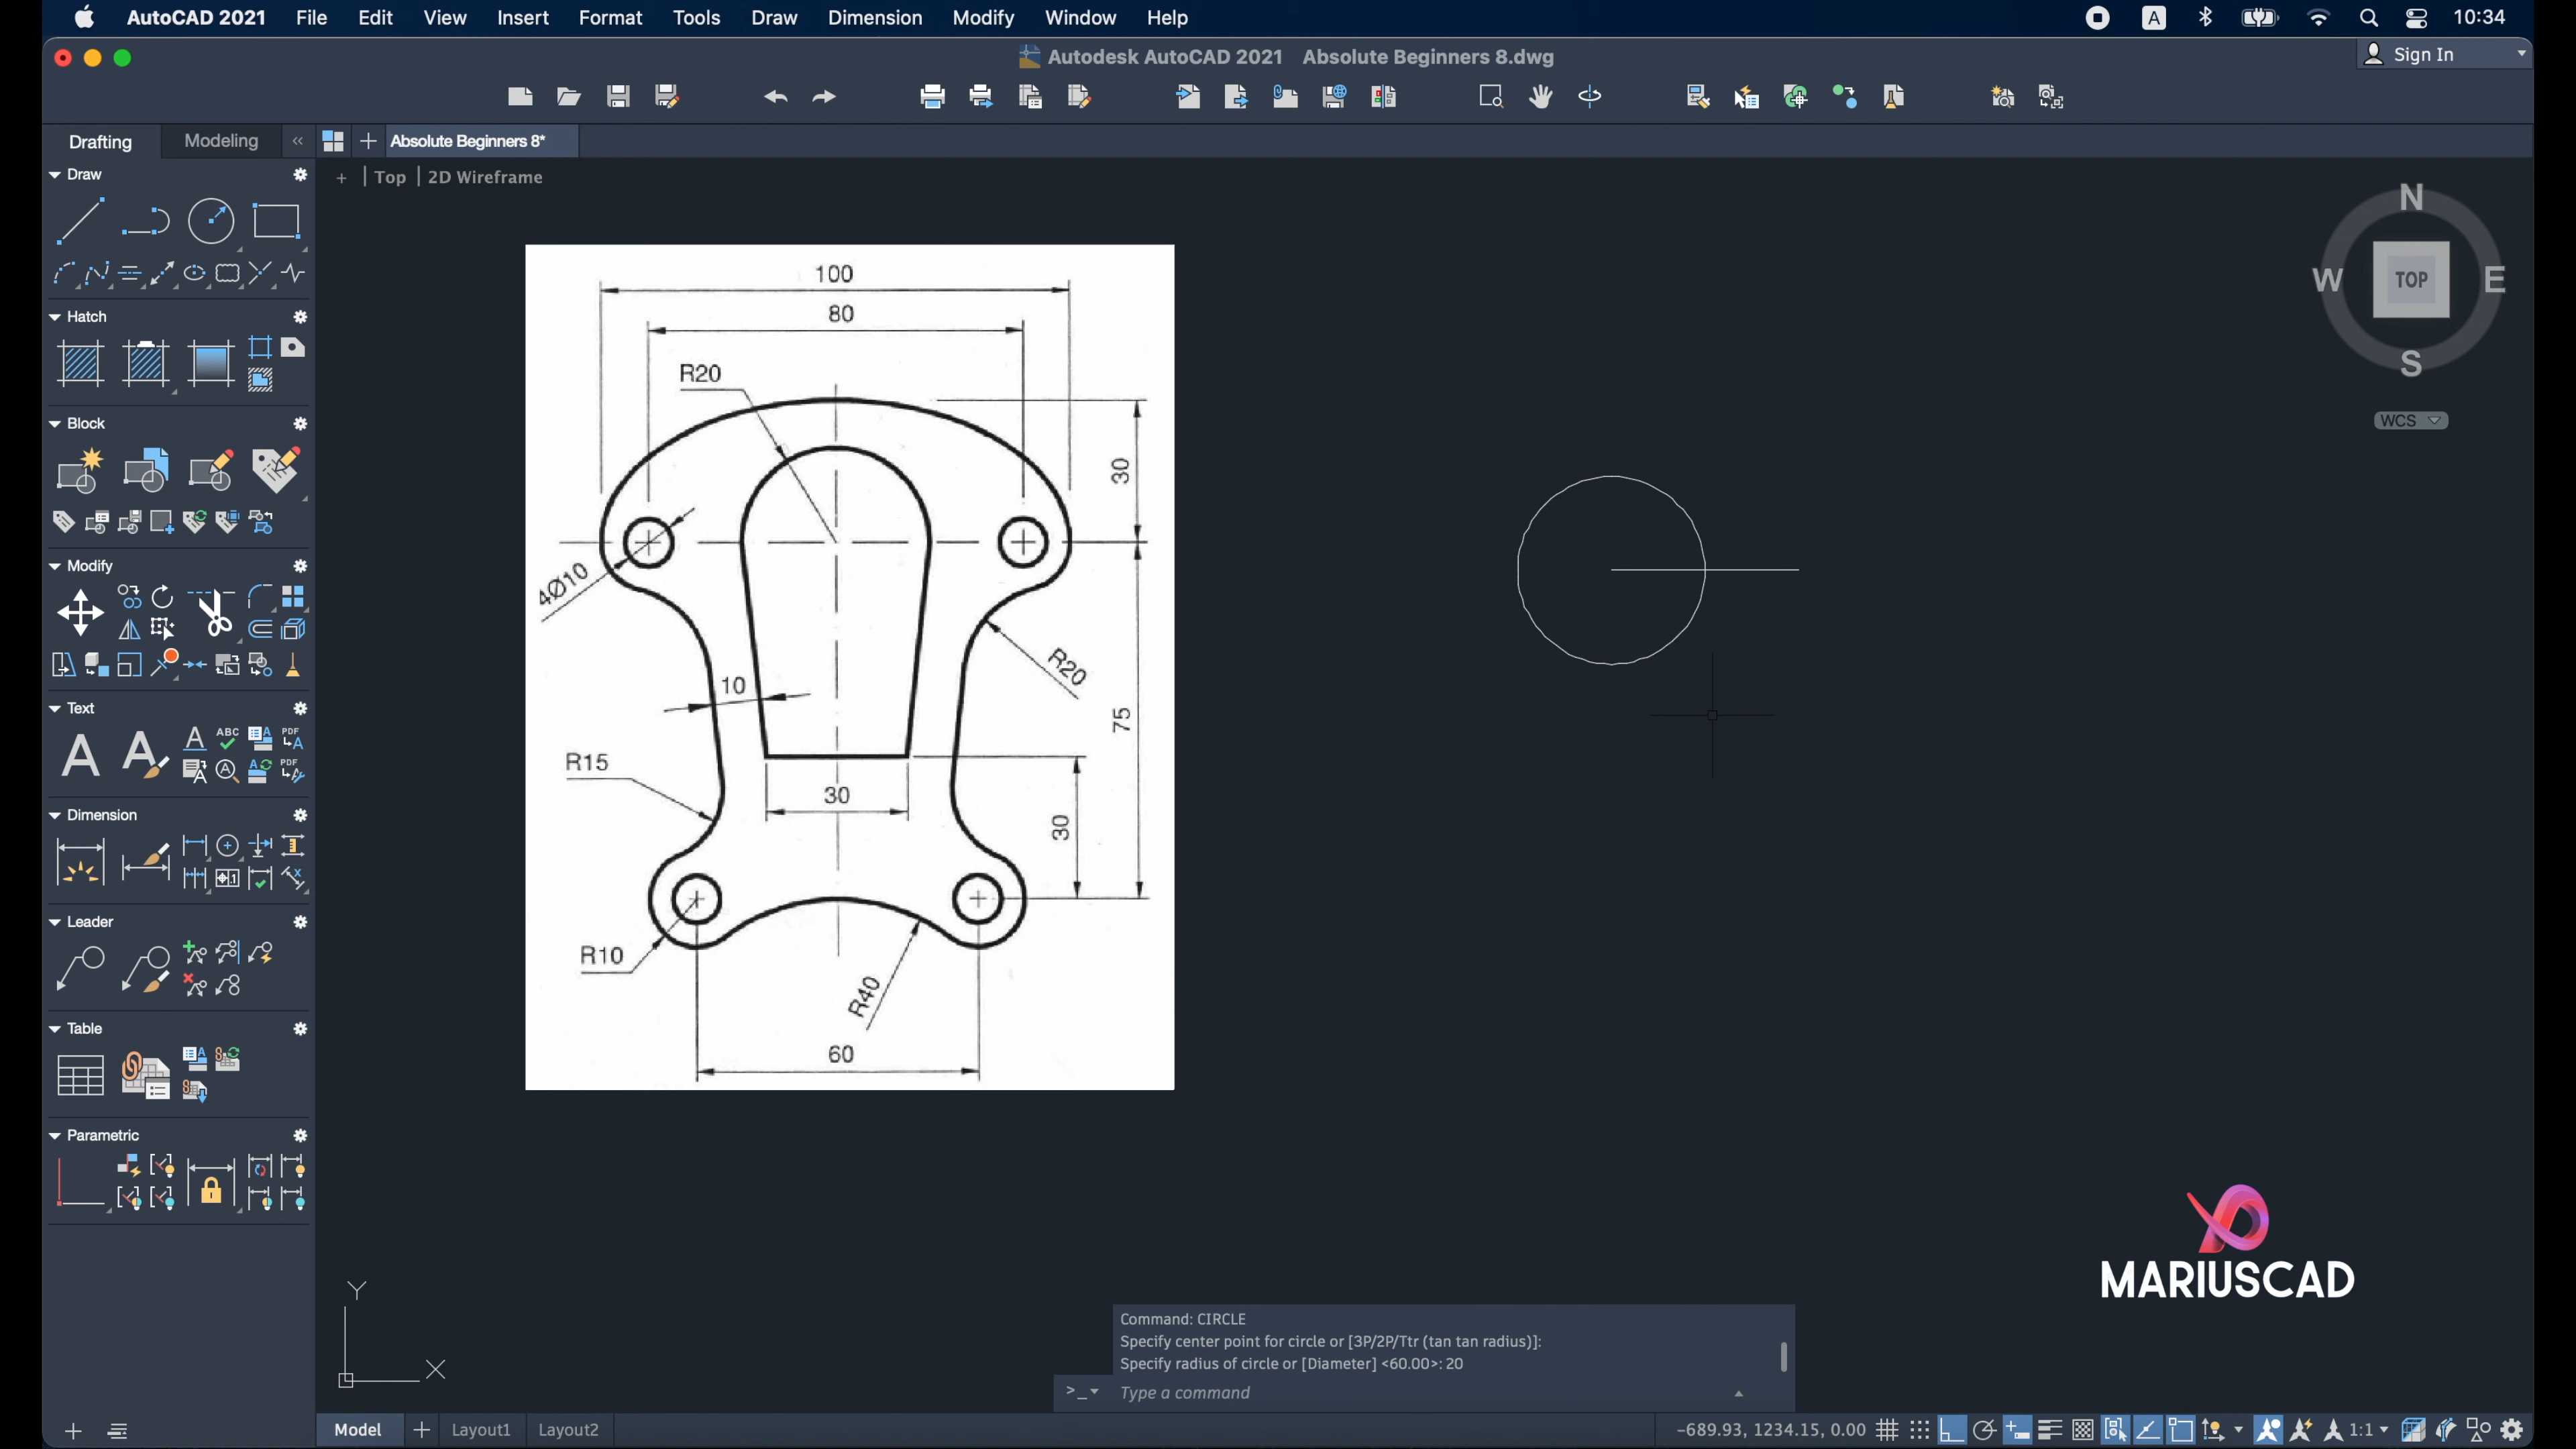 AutoCAD 2021 File Edit View Insert Format Tools Draw Dimension Modify Window Help A 10:34
Autodesk AutoCAD 2021 Absolute Beginners 8.dwg Sign In
Drafting Modeling « + Absolute Beginners 8*
Draw
+ | Top | 2D Wireframe
N
W TOP E
S
WCS
Hatch
Block
Modify
Text
ABC PDF
PDF
Dimension
Leader
Table
Parametric
100
80
R20
30
4Ø10
R20
10
75
R15
30
30
R10
R40
60
Y
X
MARIUSCAD
Command: CIRCLE
Specify center point for circle or [3P/2P/Ttr (tan tan radius)]:
Specify radius of circle or [Diameter] <60.00>: 20
>_ Type a command
Model + Layout1 Layout2 -689.93, 1234.15, 0.00 1:1